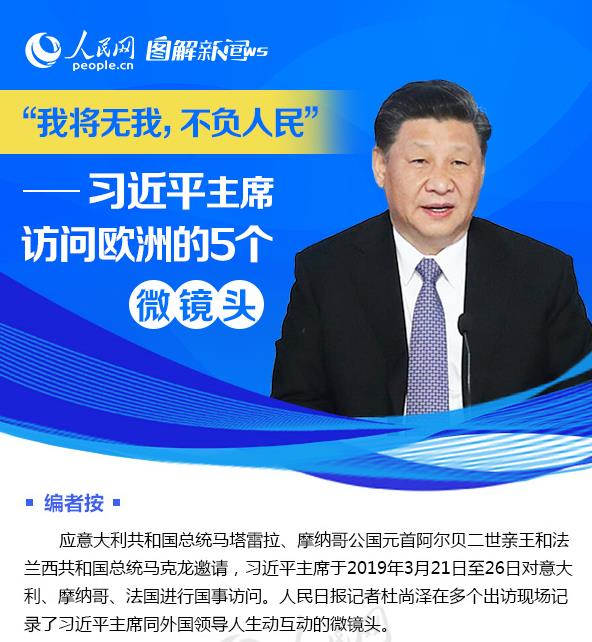 人民网 图解新闻NEWS
people.cn
“我将无我，不负人民”
——习近平主席
访问欧洲的5个
微镜头
编者按
应意大利共和国总统马塔雷拉、摩纳哥公国元首阿尔贝二世亲王和法
兰西共和国总统马克龙邀请，习近平主席于2019年3月21日至26日对意大
利、摩纳哥、法国进行国事访问。人民日报记者杜尚泽在多个出访现场记
录了习近平主席同外国领导人生动互动的微镜头。